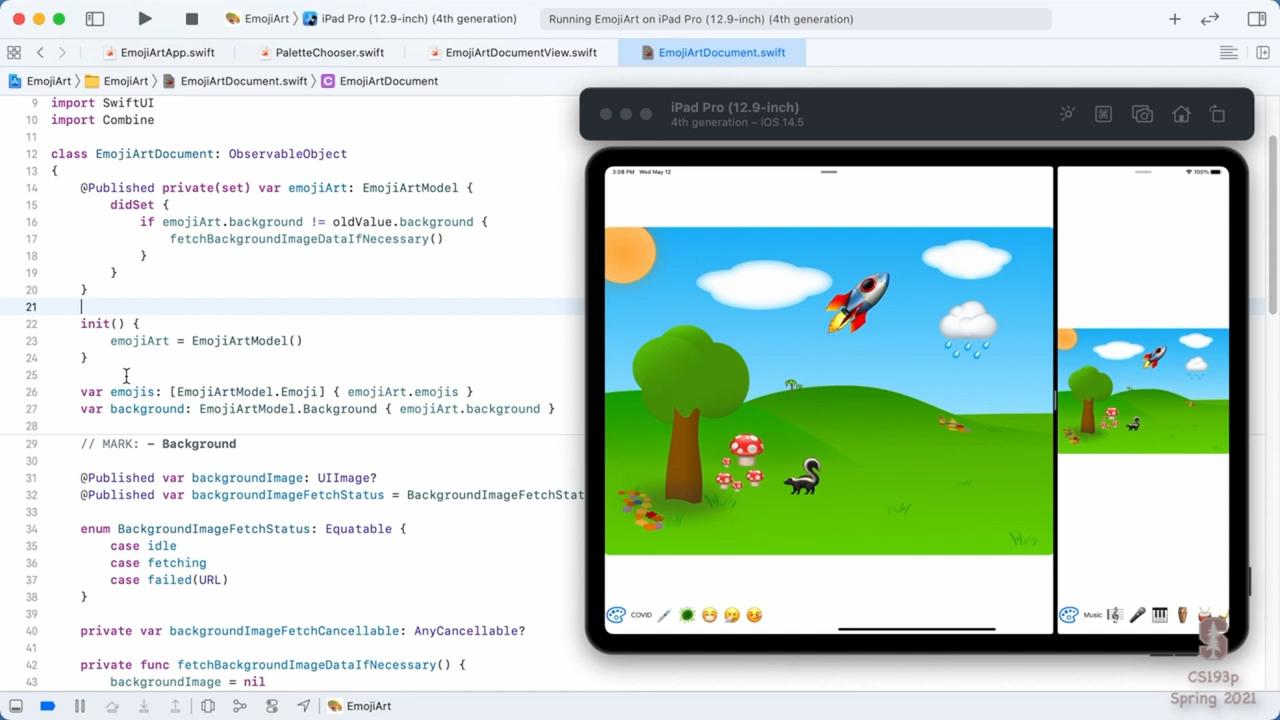 EmojiArt
iPad Pro (12.9-inch) (4th generation)
Running EmojiArt on iPad Pro (12.9-inch) (4th generation)
EmojiArtApp.swift
PaletteChooser.swift
EmojiArtDocumentView.swift
EmojiArtDocument.swift
EmojiArt
EmojiArt
EmojiArtDocument.swift
EmojiArtDocument
9 import SwiftUI
10 import Combine
11
12 class EmojiArtDocument: ObservableObject
13 {
14 @Published private(set) var emojiArt: EmojiArtModel {
15 didSet {
16 if emojiArt.background != oldValue.background {
17 fetchBackgroundImageDataIfNecessary()
18 }
19 }
20 }
21
22 init() {
23 emojiArt = EmojiArtModel()
24 }
25
26 var emojis: [EmojiArtModel.Emoji] { emojiArt.emojis }
27 var background: EmojiArtModel.Background { emojiArt.background }
28
29 // MARK: - Background
30
31 @Published var backgroundImage: UIImage?
32 @Published var backgroundImageFetchStatus = BackgroundImageFetchStat
33
34 enum BackgroundImageFetchStatus: Equatable {
35 case idle
36 case fetching
37 case failed(URL)
38 }
39
40 private var backgroundImageFetchCancellable: AnyCancellable?
41
42 private func fetchBackgroundImageDataIfNecessary() {
43 backgroundImage = nil
iPad Pro (12.9-inch)
4th generation – iOS 14.5
3:08 PM Wed May 12
100%
COVID
Music
EmojiArt
CS193p
Spring 2021